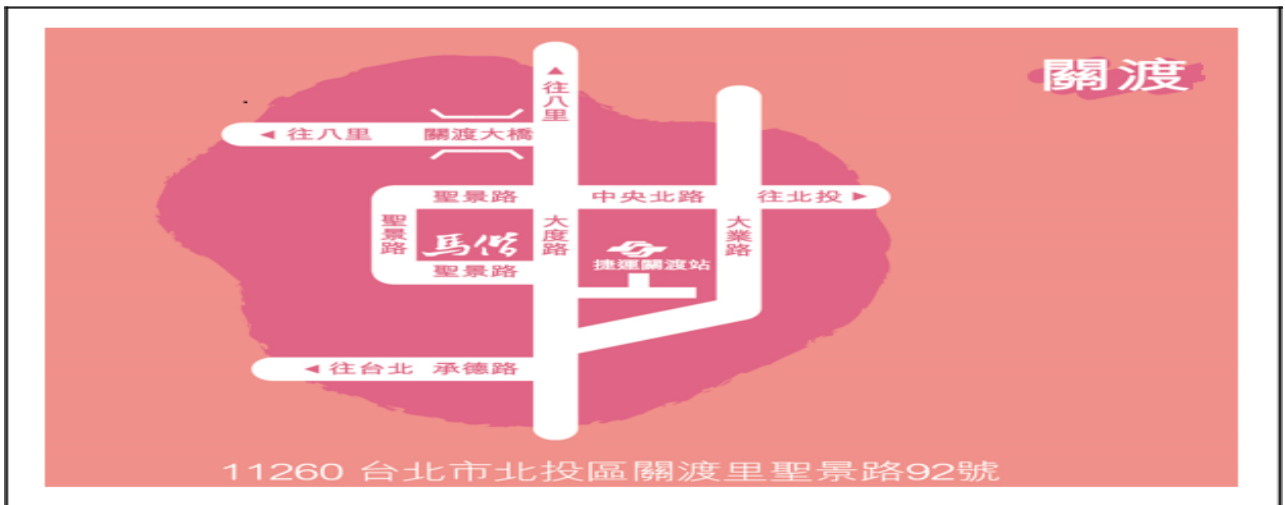 關渡
往八里
往八里 關渡大橋
聖景路
中央北路
往北投
聖景路
馬偕
大度路
捷運關渡站
大業路
聖景路
往台北 承德路
11260 台北市北投區關渡里聖景路92號